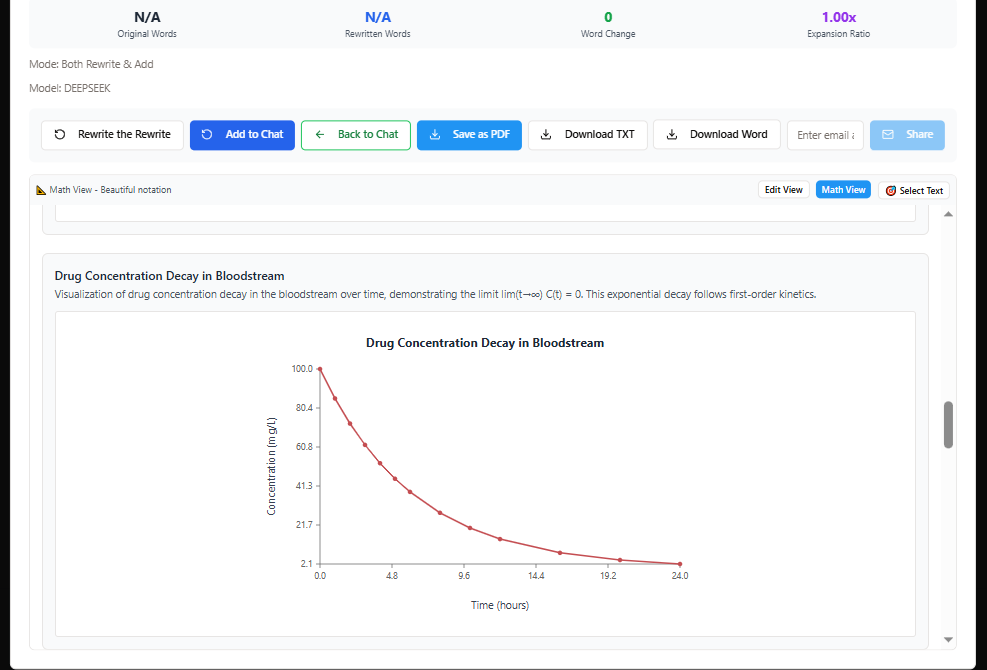 N/A N/A 0 1.00x
Original Words Rewritten Words Word Change Expansion Ratio
Mode: Both Rewrite & Add
Model: DEEPSEEK
Rewrite the Rewrite Add to Chat Back to Chat Save as PDF Download TXT Download Word Enter email a Share
Math View - Beautiful notation Edit View Math View Select Text
Drug Concentration Decay in Bloodstream
Visualization of drug concentration decay in the bloodstream over time, demonstrating the limit lim(t→∞) C(t) = 0. This exponential decay follows first-order kinetics.
Drug Concentration Decay in Bloodstream
Concentration (mg/L)
100.0
80.4
60.8
41.3
21.7
2.1
0.0 4.8 9.6 14.4 19.2 24.0
Time (hours)